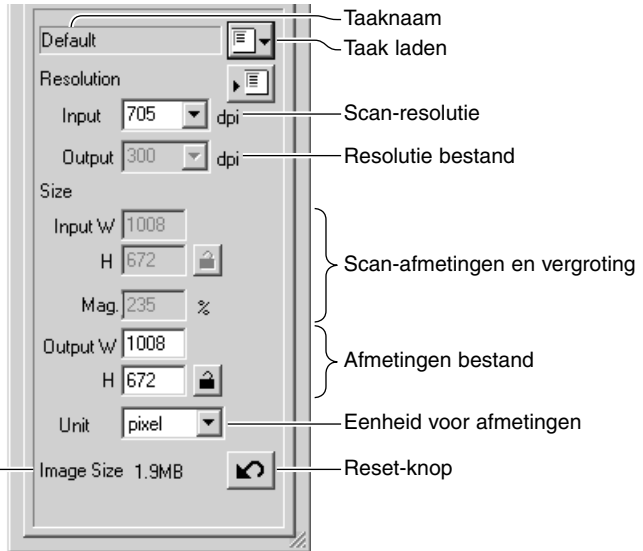 Taaknaam
Default
Taak laden
Resolution
Input 705 dpi
Scan-resolutie
Output 300 dpi
Resolutie bestand
Size
Input W 1008
H 672
Scan-afmetingen en vergroting
Mag. 235 %
Output W 1008
Afmetingen bestand
H 672
Unit pixel
Eenheid voor afmetingen
Image Size 1.9MB
Reset-knop